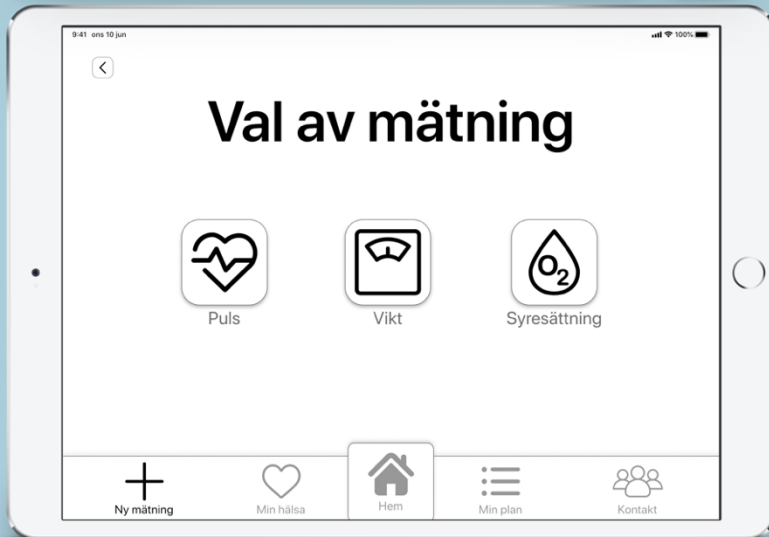 9:41 ons 10 jun
100%
Val av mätning
O2
Puls
Vikt
Syresättning
Ny mätning
Min hälsa
Hem
Min plan
Kontakt